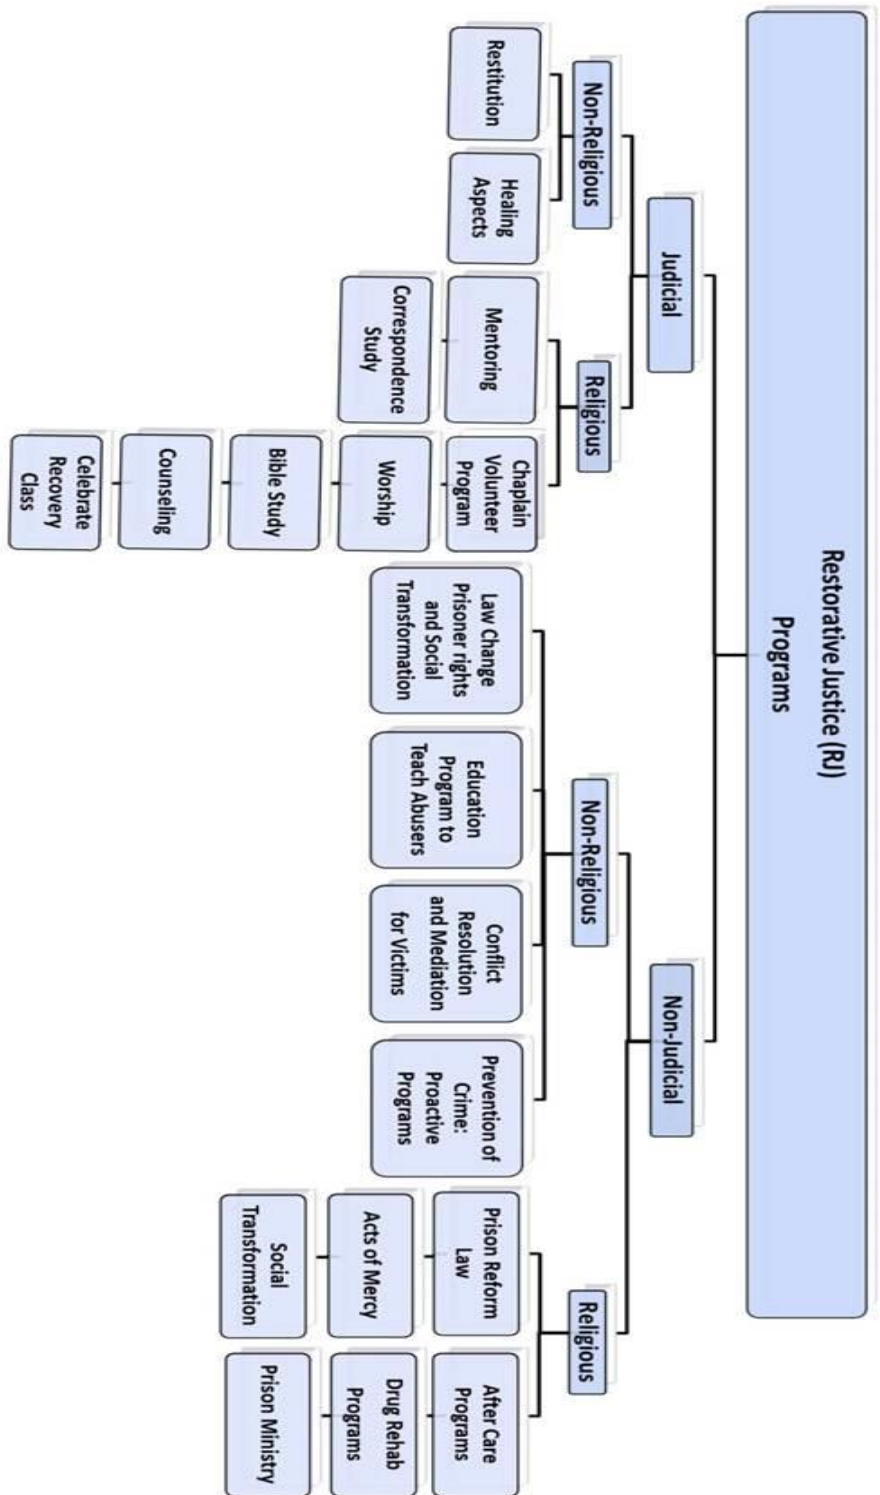 Restorative Justice (RJ)
Programs
Judicial
Non-Religious
Restitution
Healing
Aspects
Religious
Mentoring
Correspondence
Study
Chaplain
Volunteer
Program
Worship
Bible Study
Counseling
Celebrate
Recovery
Class
Non-Judicial
Non-Religious
Law Change
Prisoner rights
and Social
Transformation
Education
Program to
Teach Abusers
Conflict
Resolution
and Mediation
for Victims
Prevention of
Crime:
Proactive
Programs
Religious
Prison Reform
Law
Acts of Mercy
Social
Transformation
After Care
Programs
Drug Rehab
Programs
Prison Ministry